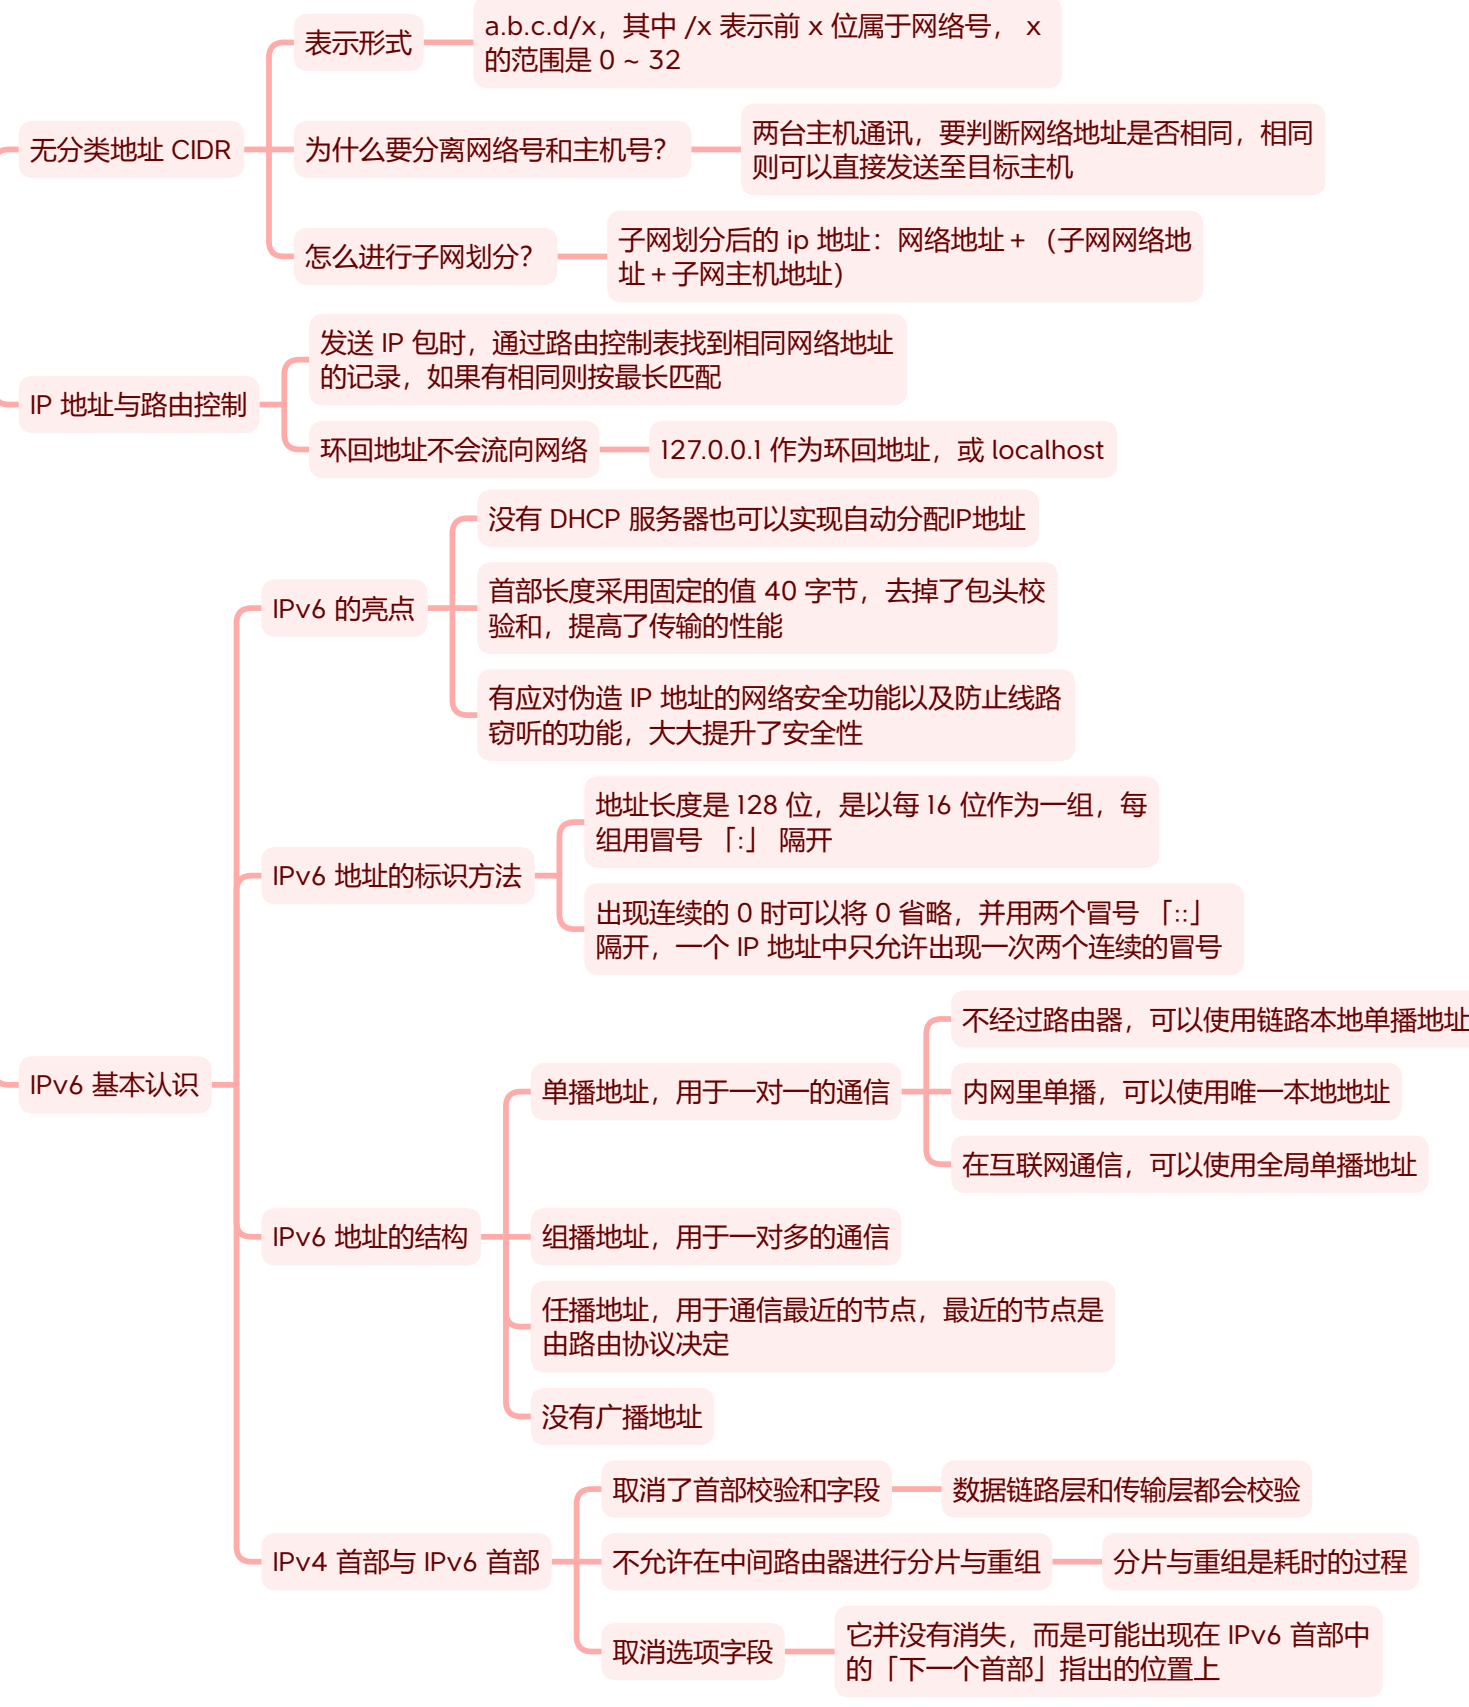 无分类地址 CIDR
表示形式
a.b.c.d/x，其中 /x 表示前 x 位属于网络号， x
的范围是 0 ~ 32
为什么要分离网络号和主机号？
两台主机通讯，要判断网络地址是否相同，相同
则可以直接发送至目标主机
怎么进行子网划分？
子网划分后的 ip 地址：网络地址 + （子网网络地
址 + 子网主机地址）
IP 地址与路由控制
发送 IP 包时，通过路由控制表找到相同网络地址
的记录，如果有相同则按最长匹配
环回地址不会流向网络
127.0.0.1 作为环回地址，或 localhost
IPv6 基本认识
IPv6 的亮点
没有 DHCP 服务器也可以实现自动分配IP地址
首部长度采用固定的值 40 字节，去掉了包头校
验和，提高了传输的性能
有应对伪造 IP 地址的网络安全功能以及防止线路
窃听的功能，大大提升了安全性
IPv6 地址的标识方法
地址长度是 128 位，是以每 16 位作为一组，每
组用冒号 「:」 隔开
出现连续的 0 时可以将 0 省略，并用两个冒号 「::」
隔开，一个 IP 地址中只允许出现一次两个连续的冒号
IPv6 地址的结构
单播地址，用于一对一的通信
不经过路由器，可以使用链路本地单播地址
内网里单播，可以使用唯一本地地址
在互联网通信，可以使用全局单播地址
组播地址，用于一对多的通信
任播地址，用于通信最近的节点，最近的节点是
由路由协议决定
没有广播地址
IPv4 首部与 IPv6 首部
取消了首部校验和字段
数据链路层和传输层都会校验
不允许在中间路由器进行分片与重组
分片与重组是耗时的过程
取消选项字段
它并没有消失，而是可能出现在 IPv6 首部中
的「下一个首部」指出的位置上